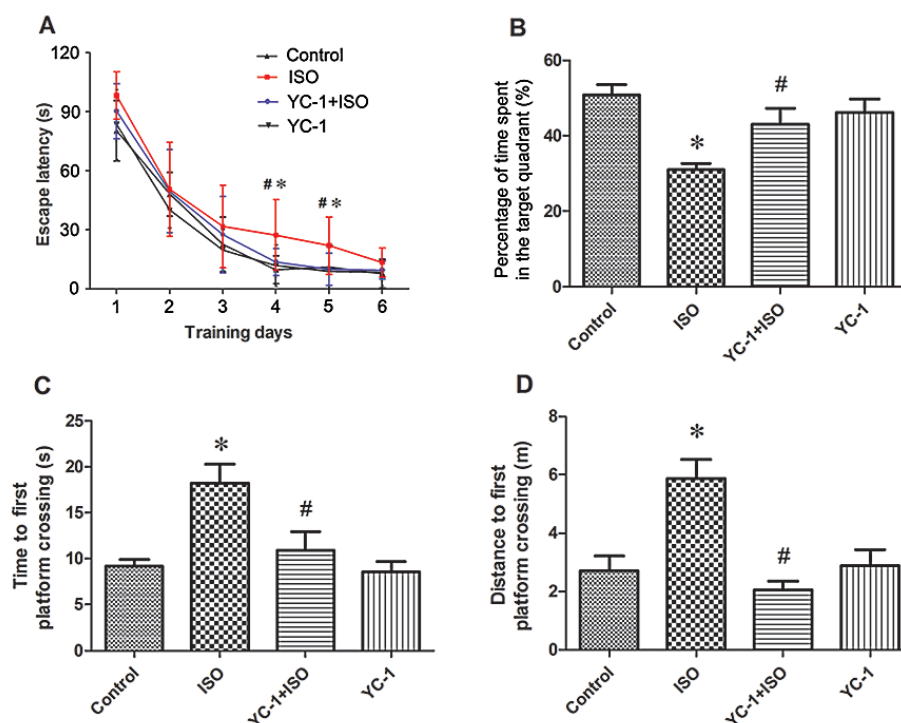 A
Escape latency (s)
120
90
60
30
0
Control
ISO
YC-1+ISO
YC-1
# *
# *
1 2 3 4 5 6
Training days
B
Percentage of time spent
in the target quadrant (%)
60
40
20
0
*
#
Control ISO YC-1+ISO YC-1
C
Time to first
platform crossing (s)
25
20
15
10
5
0
*
#
Control ISO YC-1+ISO YC-1
D
Distance to first
platform crossing (m)
8
6
4
2
0
*
#
Control ISO YC-1+ISO YC-1